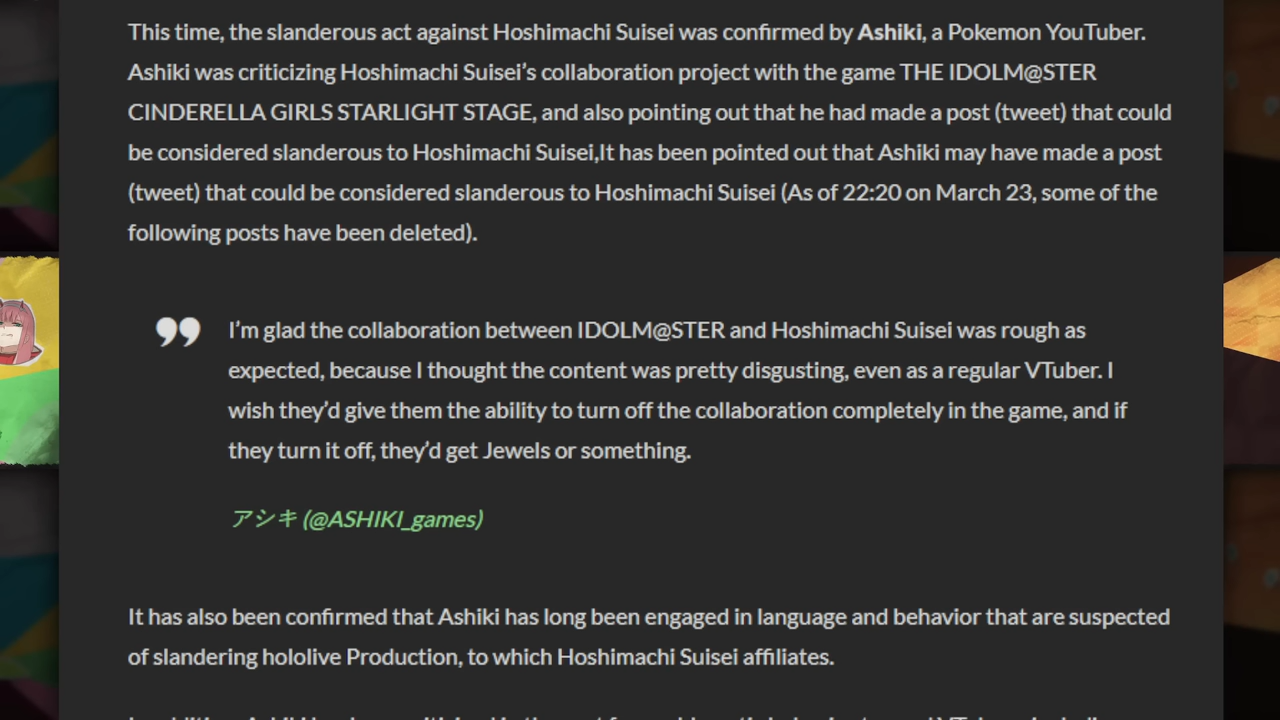 This time, the slanderous act against Hoshimachi Suisei was confirmed by Ashiki, a Pokemon YouTuber.
Ashiki was criticizing Hoshimachi Suisei's collaboration project with the game THE IDOLM@STER
CINDERELLA GIRLS STARLIGHT STAGE, and also pointing out that he had made a post (tweet) that could
be considered slanderous to Hoshimachi Suisei,It has been pointed out that Ashiki may have made a post
(tweet) that could be considered slanderous to Hoshimachi Suisei (As of 22:20 on March 23, some of the
following posts have been deleted).
I'm glad the collaboration between IDOLM@STER and Hoshimachi Suisei was rough as
expected, because I thought the content was pretty disgusting, even as a regular VTuber. I
wish they'd give them the ability to turn off the collaboration completely in the game, and if
they turn it off, they'd get Jewels or something.
アシキ (@ASHIKI_games)
It has also been confirmed that Ashiki has long been engaged in language and behavior that are suspected
of slandering hololive Production, to which Hoshimachi Suisei affiliates.